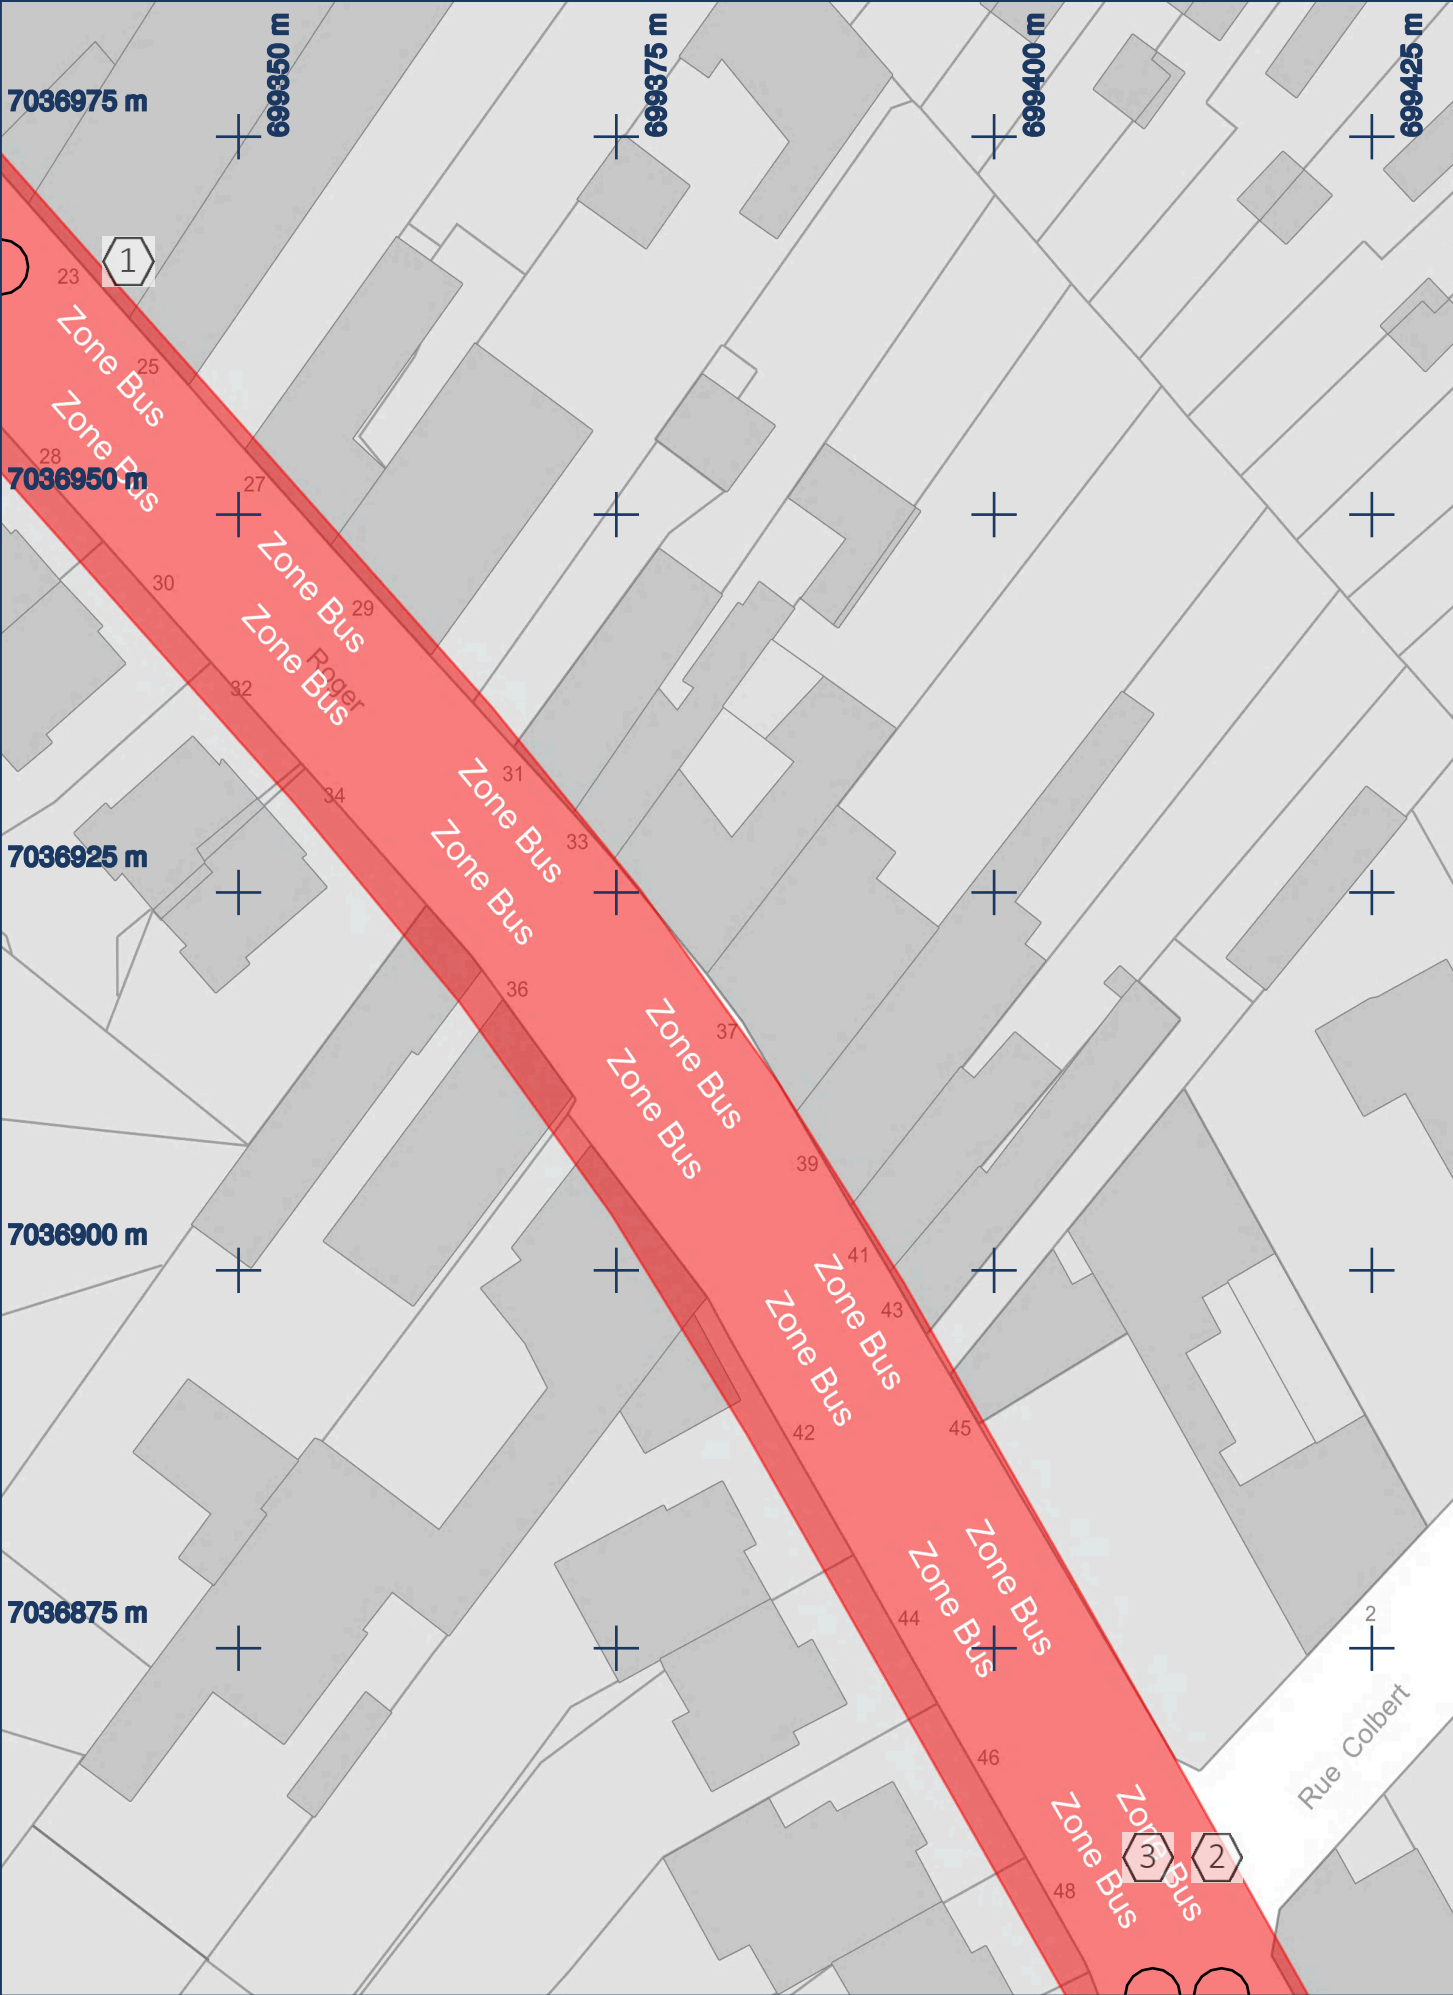 699350 m
699375 m
699400 m
699425 m
7036975 m
1
23
Zone Bus
25
Zone Bus
28
7036950 m
27
Zone Bus
30
29
Zone Bus
Roger
32
31
Zone Bus
34
33
Zone Bus
7036925 m
36
Zone Bus
37
Zone Bus
39
7036900 m
41
Zone Bus
43
Zone Bus
42
45
Zone Bus
Zone Bus
7036875 m
44
2
Rue Colbert
46
Zone Bus
Zone Bus
3
2
48